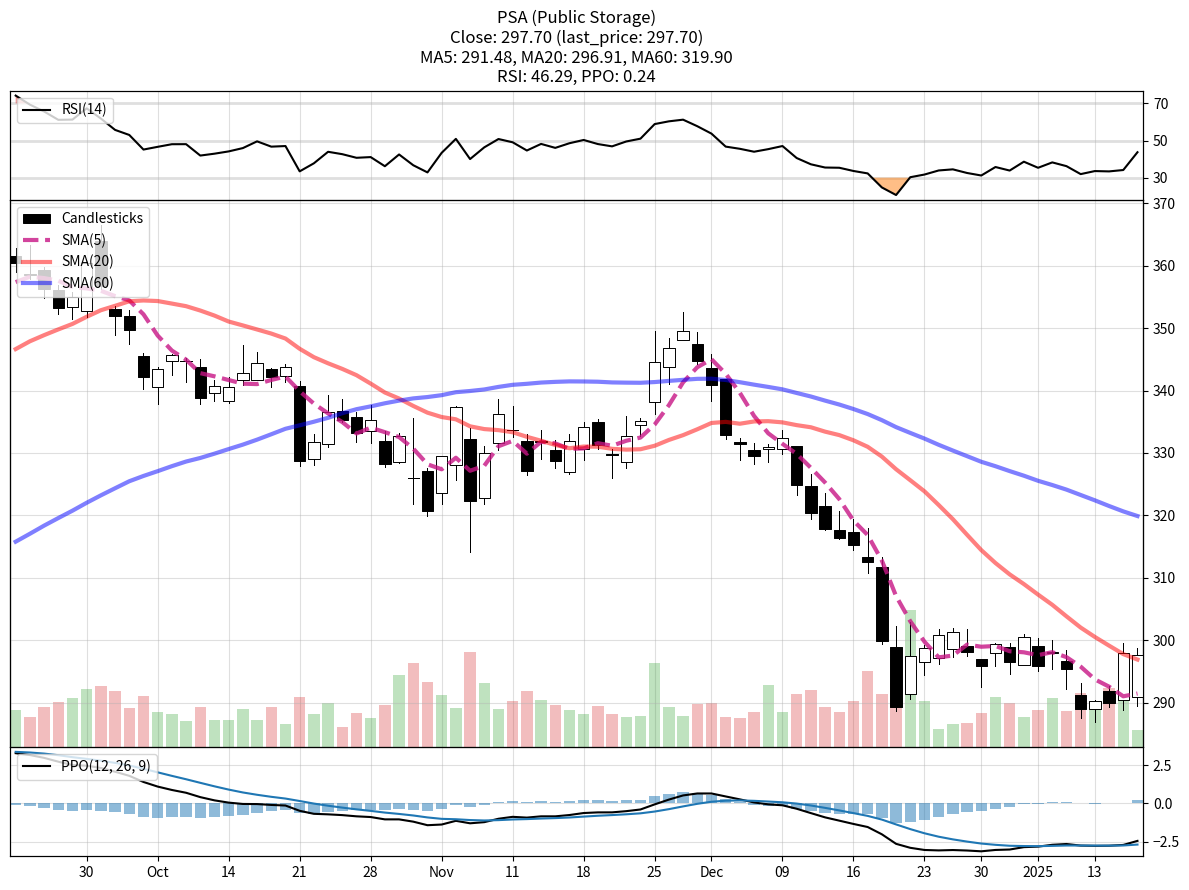 PSA (Public Storage)
Close: 297.70 (last_price: 297.70)
MA5: 291.48, MA20: 296.91, MA60: 319.90
RSI: 46.29, PPO: 0.24
RSI(14)
70
50
30
Candlesticks
SMA(5)
SMA(20)
SMA(60)
370
360
350
340
330
320
310
300
290
PPO(12, 26, 9)
2.5
0.0
−2.5
30 Oct 14 21 28 Nov 11 18 25 Dec 09 16 23 30 2025 13